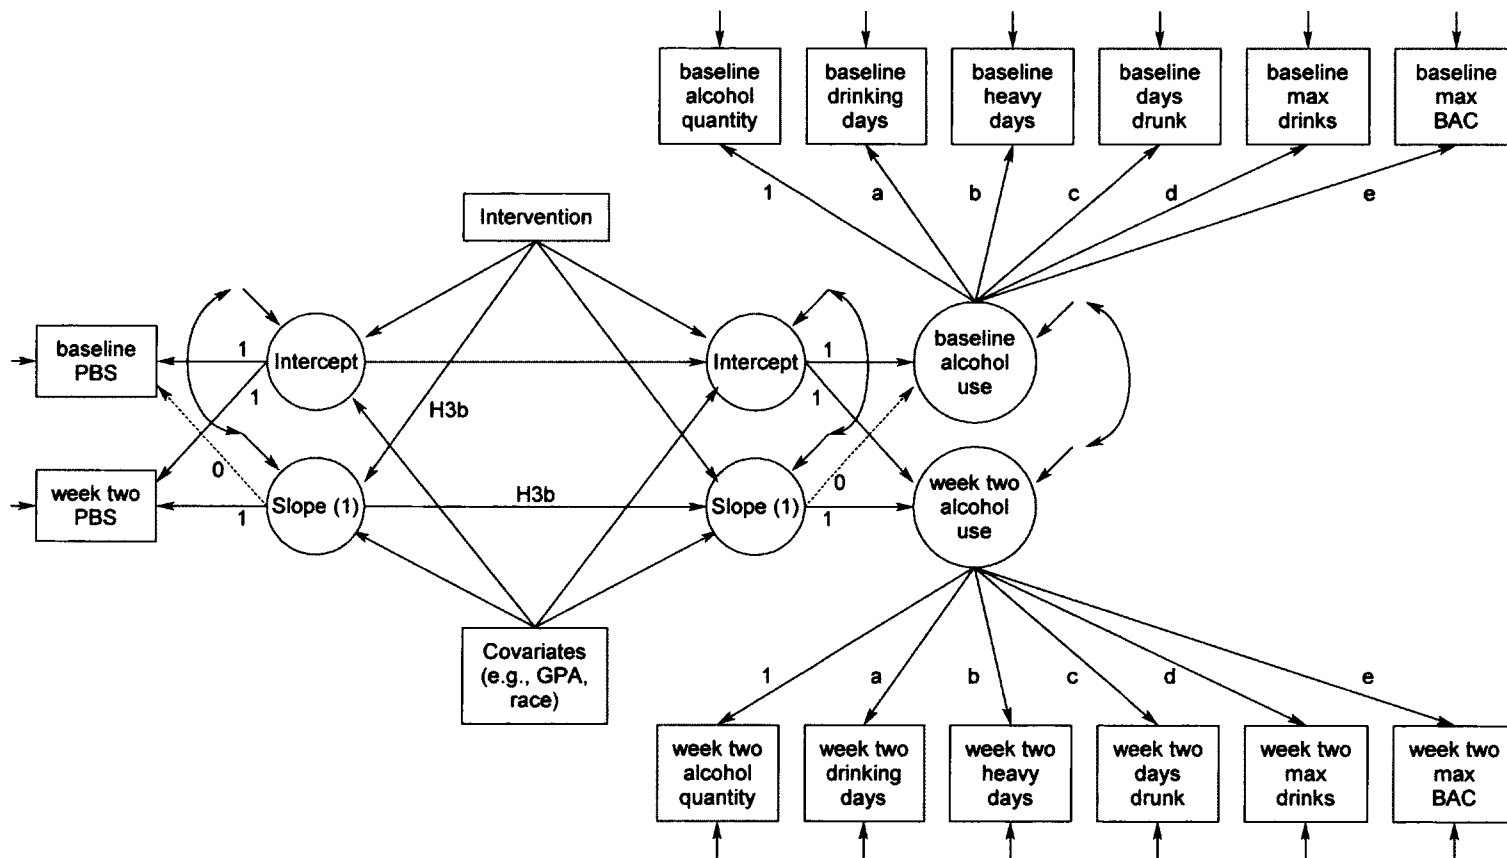 baseline
alcohol
quantity
baseline
drinking
days
baseline
heavy
days
baseline
days
drunk
baseline
max
drinks
baseline
max
BAC
1
a
b
c
d
e
Intervention
baseline
PBS
1
Intercept
Intercept
1
baseline
alcohol
use
1
H3b
1
week two
PBS
0
1
Slope (1)
H3b
Slope (1)
0
1
week two
alcohol
use
Covariates
(e.g., GPA,
race)
1
a
b
c
d
e
week two
alcohol
quantity
week two
drinking
days
week two
heavy
days
week two
days
drunk
week two
max
drinks
week two
max
BAC